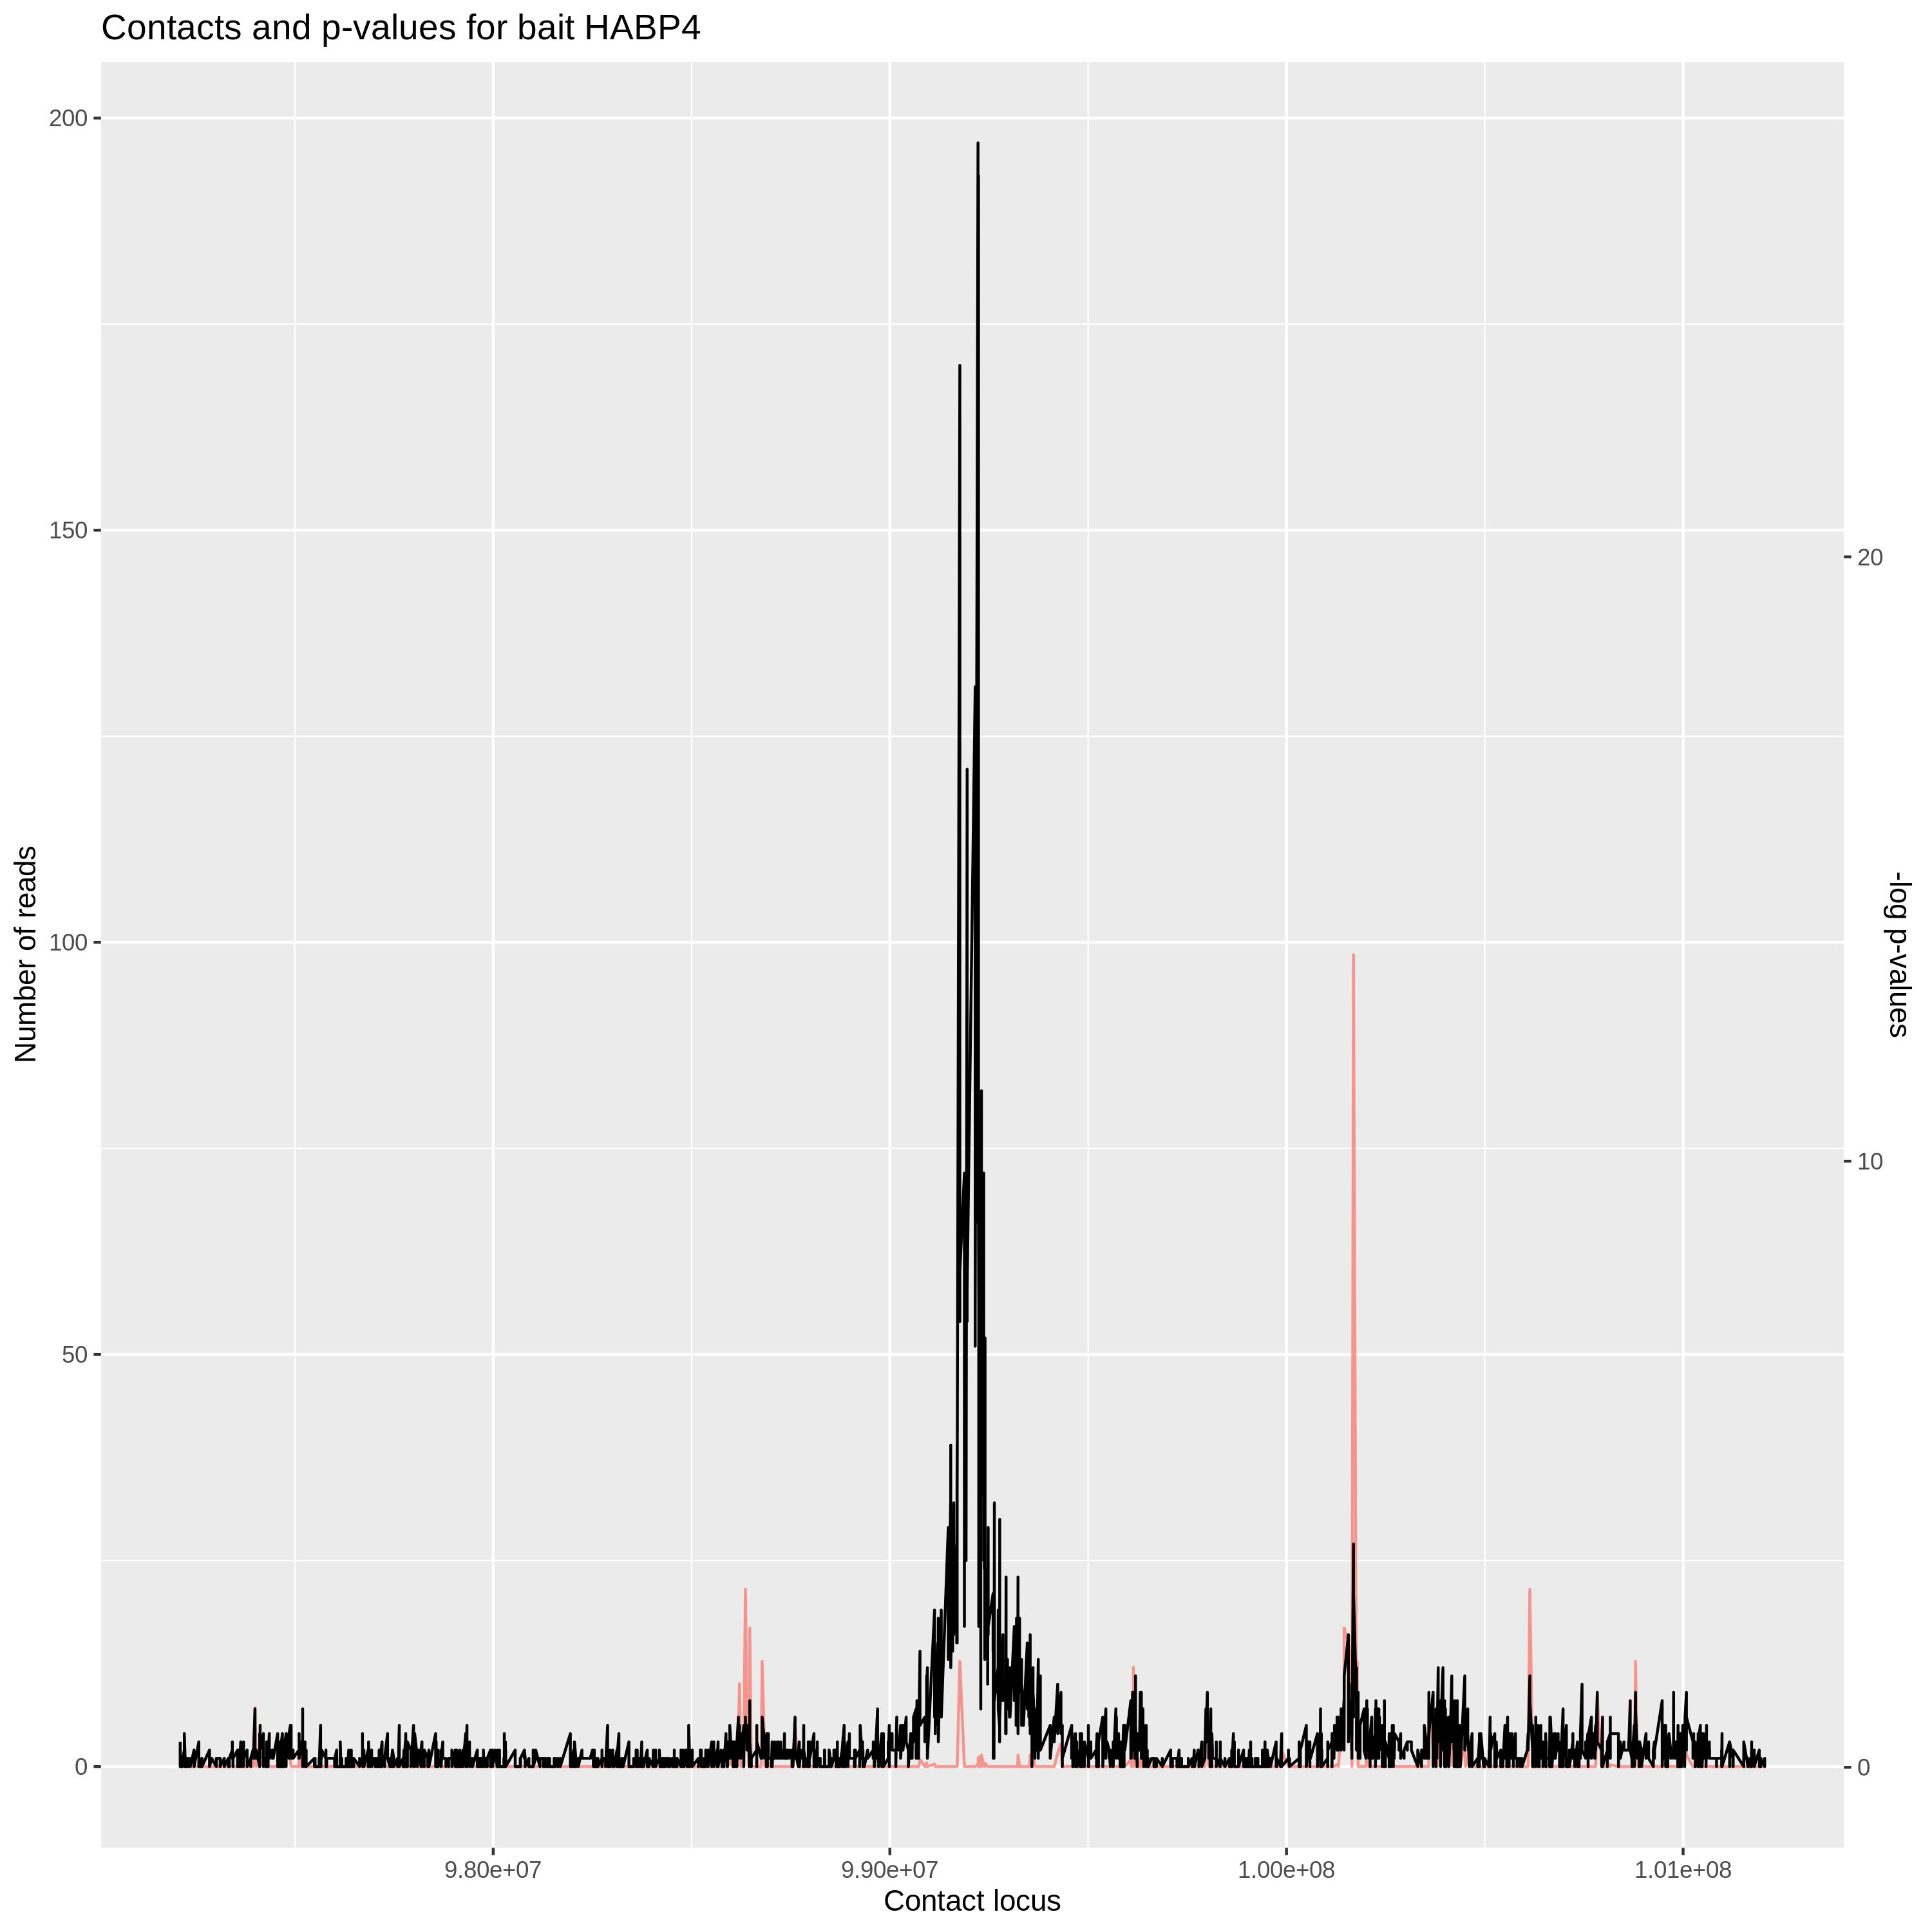 Contacts and p-values for bait HABP4
200
150
100
50
0
Number of reads
20
10
0
-log p-values
9.80e+07
9.90e+07
1.00e+08
1.01e+08
Contact locus